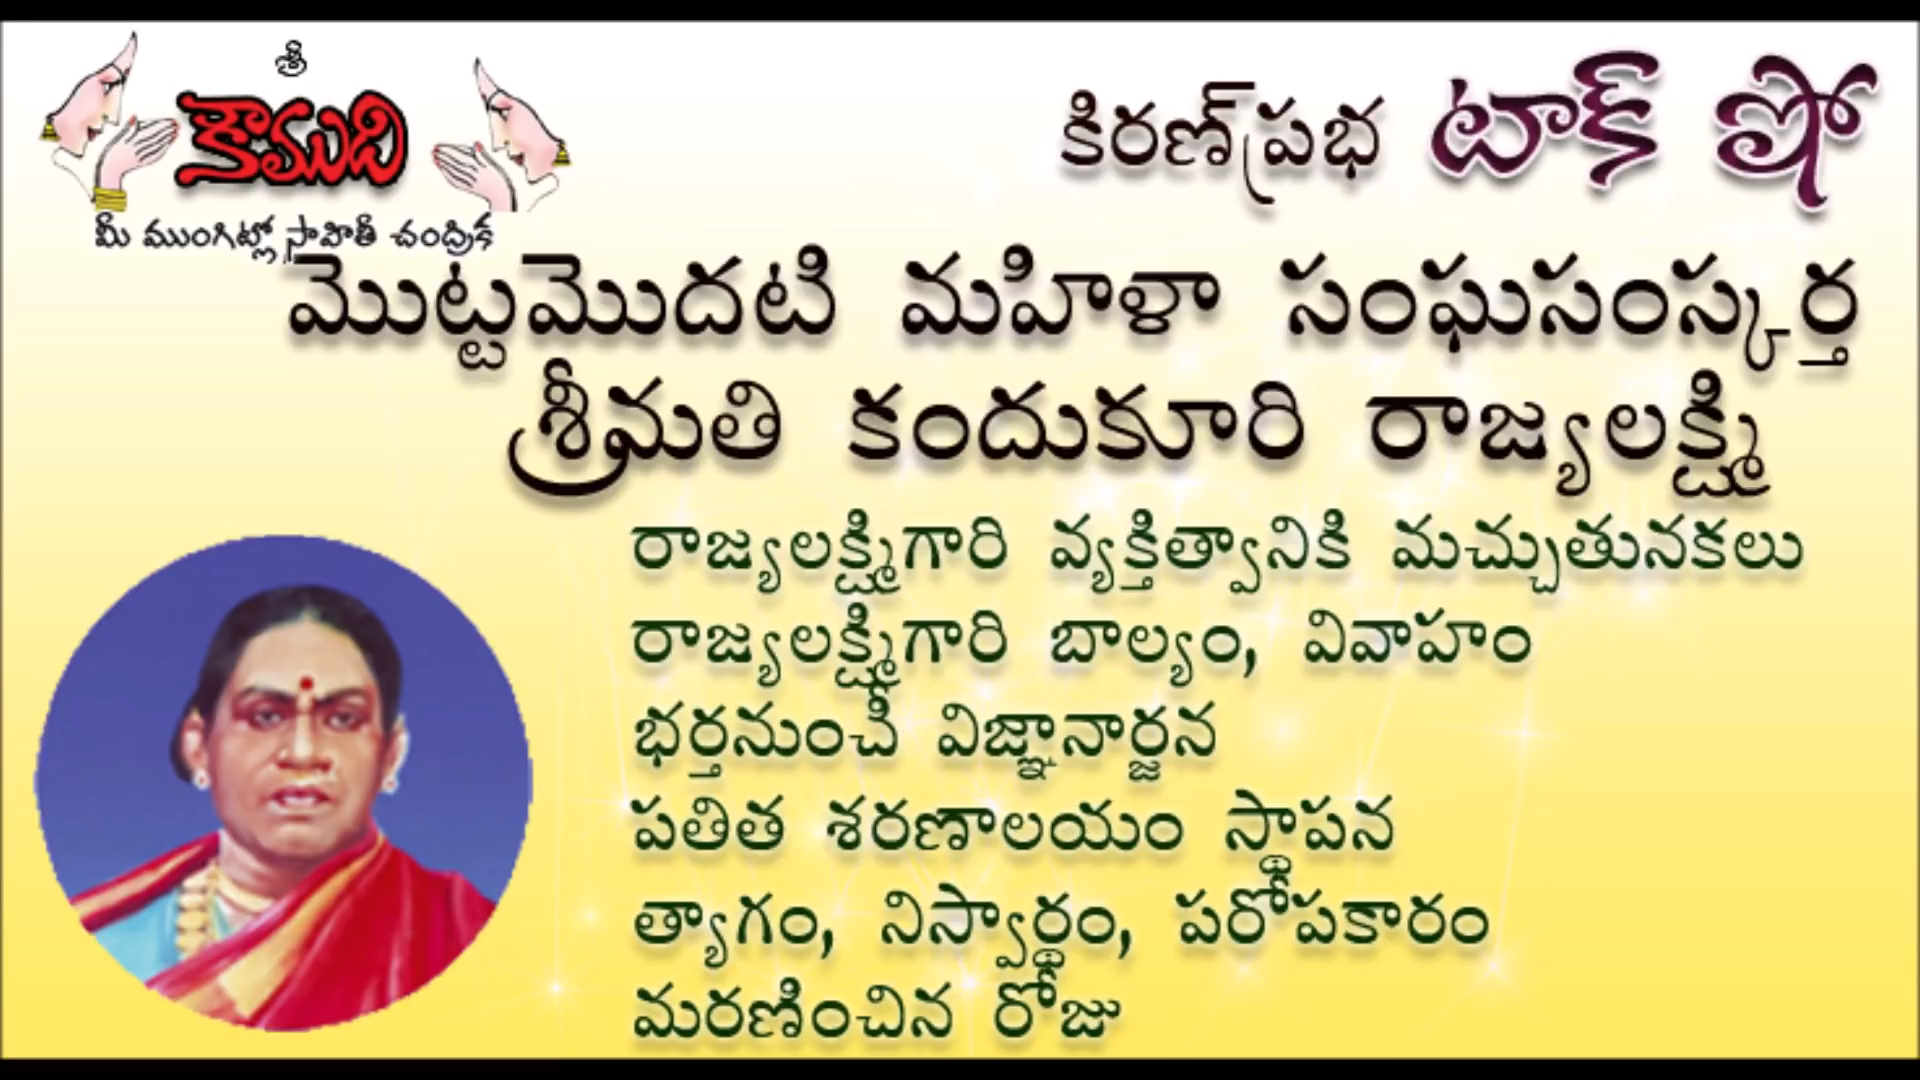 శ్రీ
కౌముది
మీ ముంగిట్లో సాహితీ చంద్రిక
కిరణ్‌ప్రభ టాక్ షో
మొట్టమొదటి మహిళా సంఘసంస్కర్త
శ్రీమతి కందుకూరి రాజ్యలక్ష్మి
రాజ్యలక్ష్మిగారి వ్యక్తిత్వానికి మచ్చుతునకలు
రాజ్యలక్ష్మిగారి బాల్యం, వివాహం
భర్తనుంచీ విజ్ఞానార్జన
పతిత శరణాలయం స్థాపన
త్యాగం, నిస్వార్థం, పరోపకారం
మరణించిన రోజు